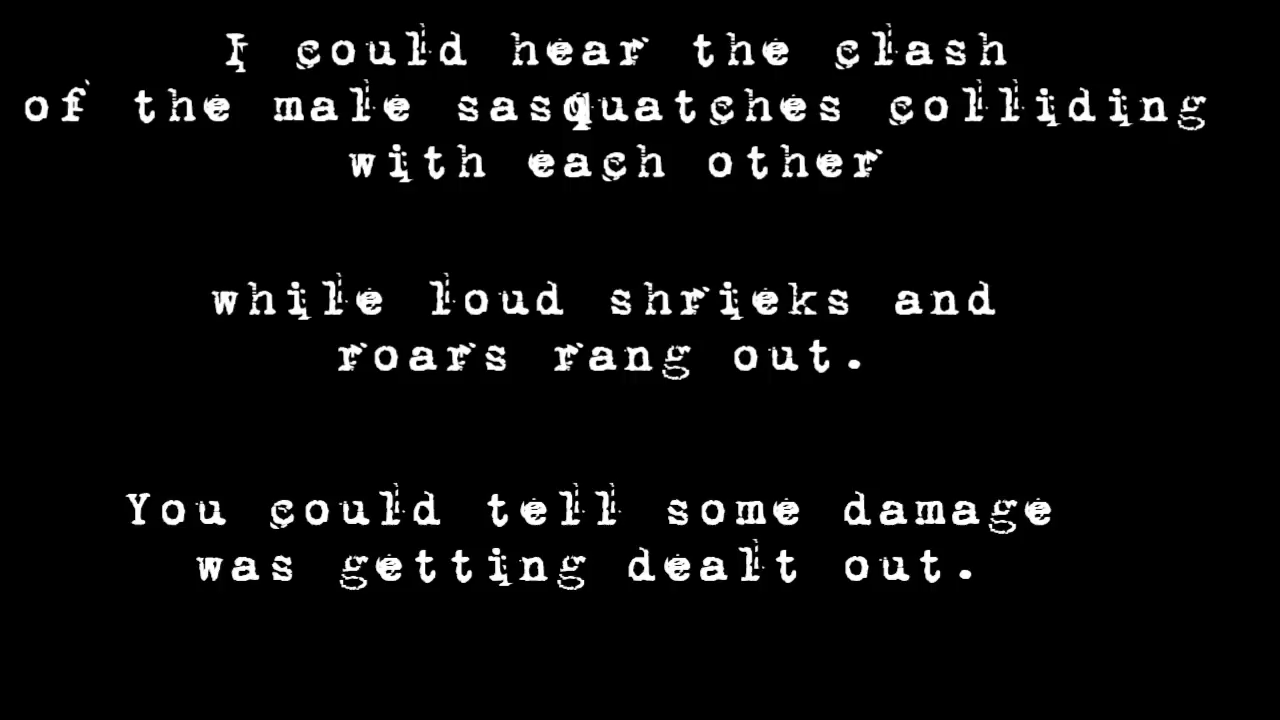 I could hear the clash
of the male sasquatches colliding
with each other
while loud shrieks and
roars rang out.
You could tell some damage
was getting dealt out.